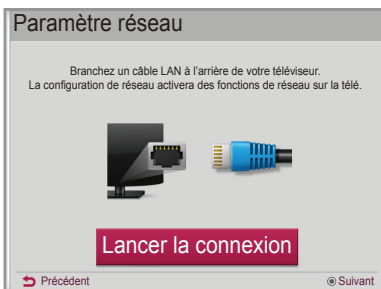 Paramètre réseau
Branchez un câble LAN à l'arrière de votre téléviseur.
La configuration de réseau activera des fonctions de réseau sur la télé.
Lancer la connexion
Précédent
Suivant